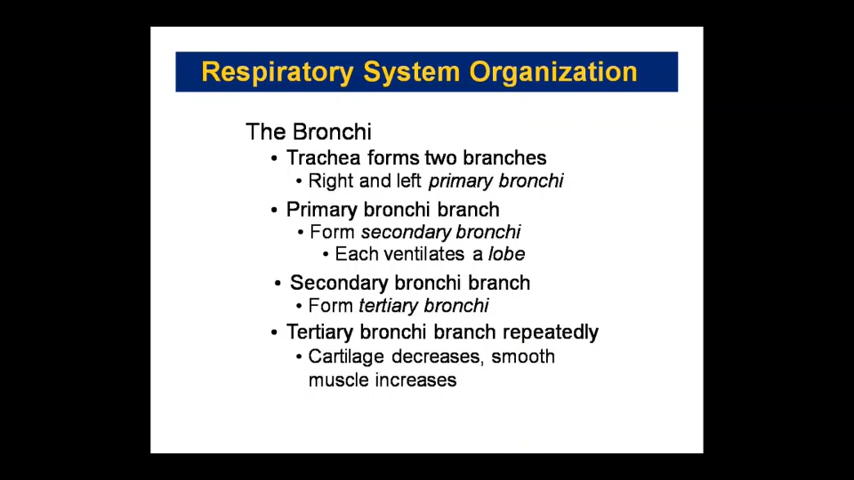 Respiratory System Organization
The Bronchi
• Trachea forms two branches
• Right and left primary bronchi
• Primary bronchi branch
• Form secondary bronchi
• Each ventilates a lobe
• Secondary bronchi branch
• Form tertiary bronchi
• Tertiary bronchi branch repeatedly
• Cartilage decreases, smooth
muscle increases